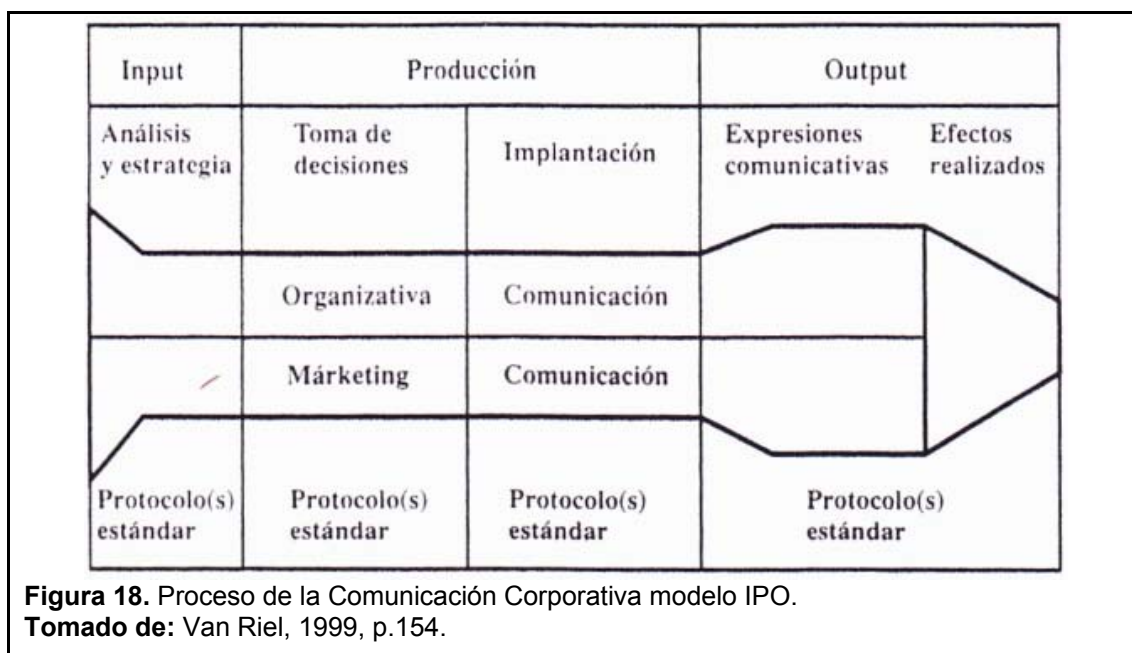 Input
Producción
Output
Análisis
y estrategia
Toma de
decisiones
Implantación
Expresiones
comunicativas
Efectos
realizados
Organizativa
Comunicación
Márketing
Comunicación
Protocolo(s)
estándar
Protocolo(s)
estándar
Protocolo(s)
estándar
Protocolo(s)
estándar
Figura 18. Proceso de la Comunicación Corporativa modelo IPO.
Tomado de: Van Riel, 1999, p.154.